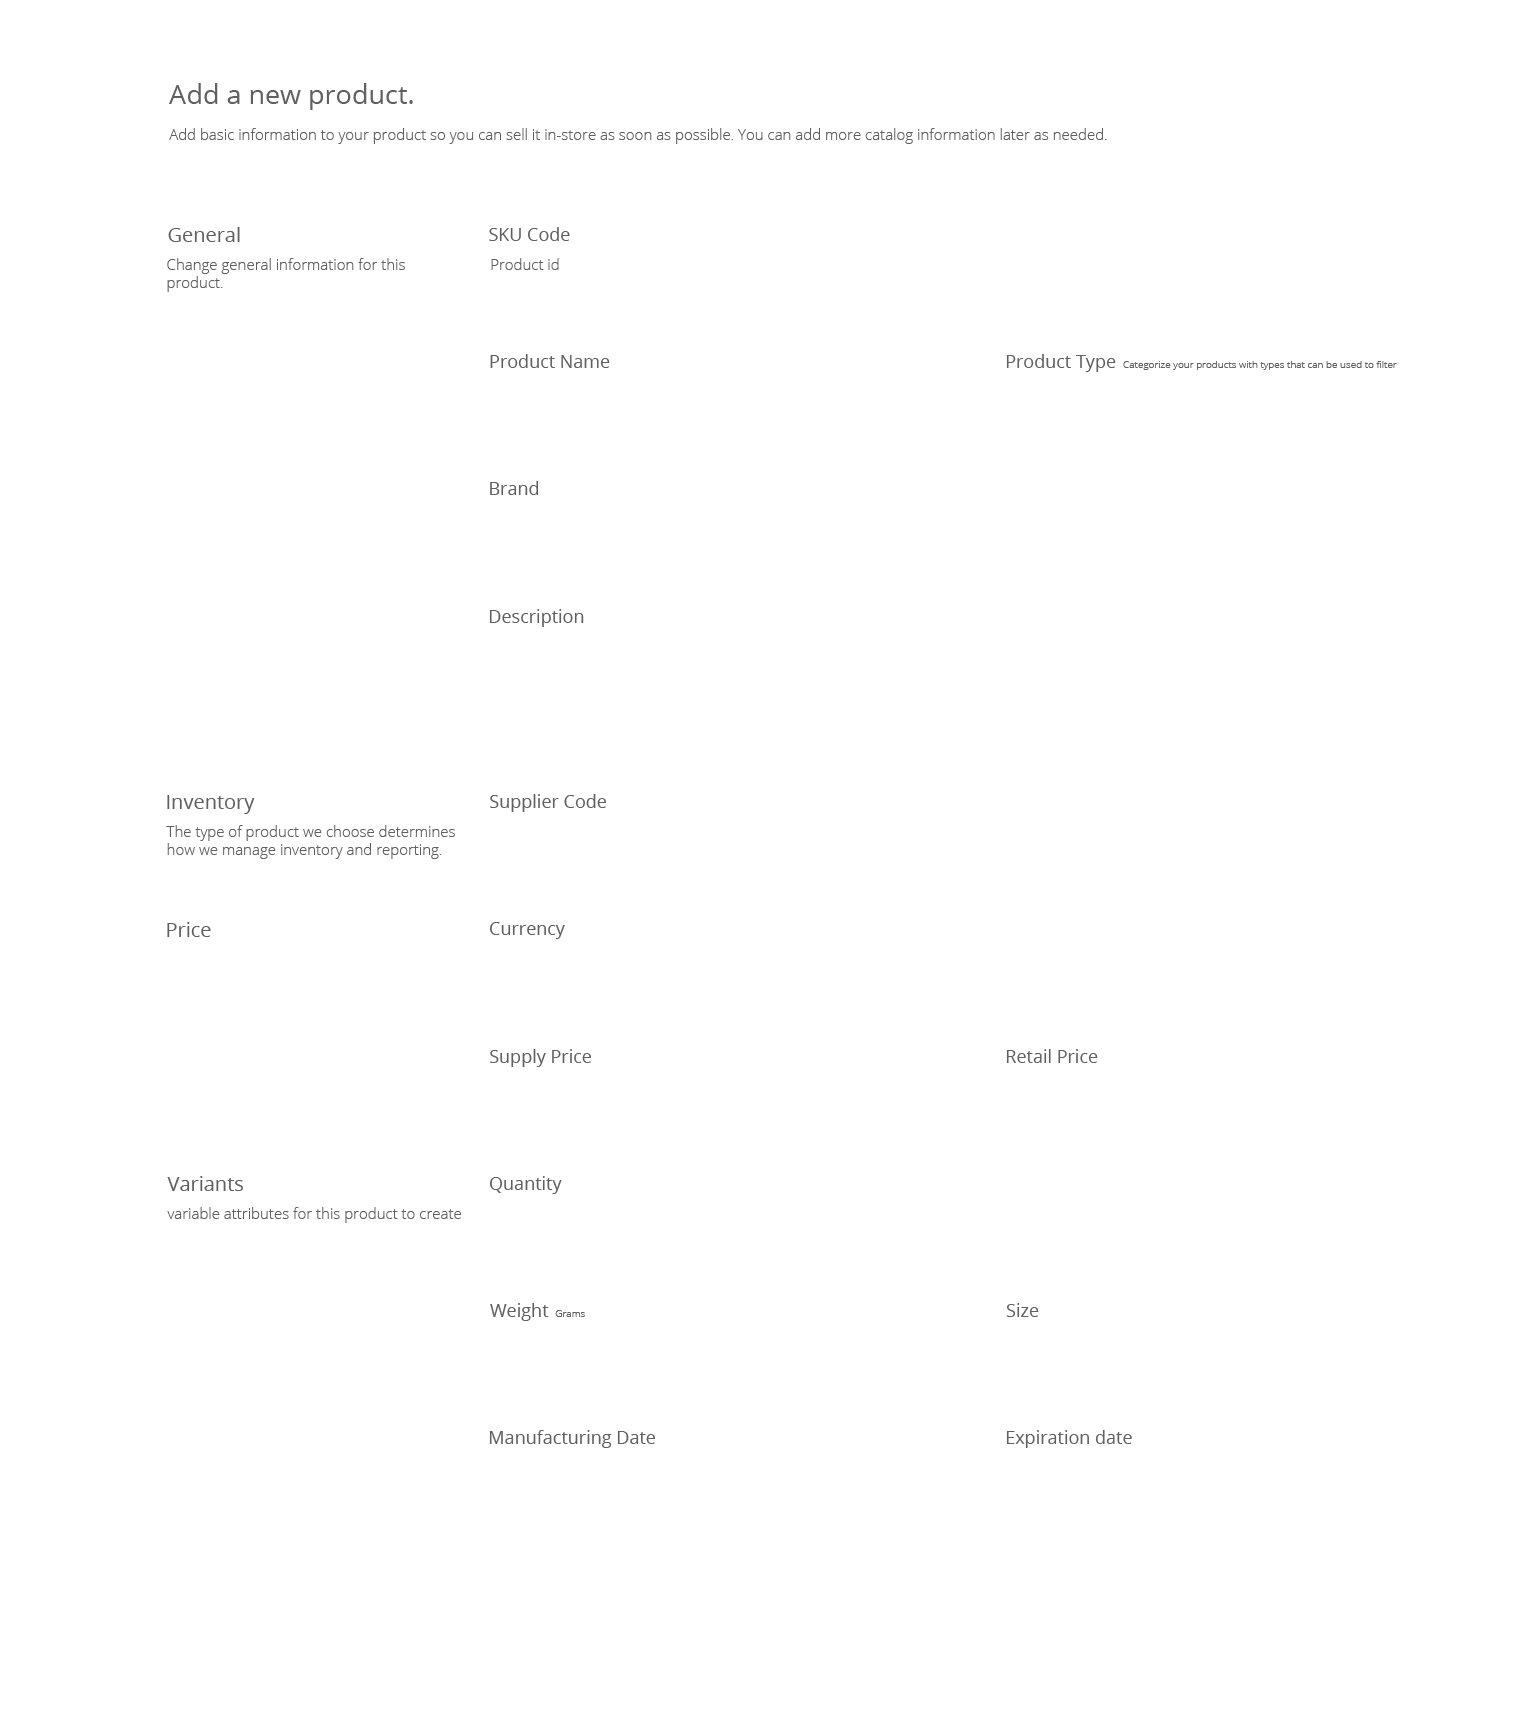 Add a new product.
Add basic information to your product so you can sell it in-store as soon as possible. You can add more catalog information later as needed.
General
Change general information for this
product.
SKU Code
Product id
Product Name
Product Type Categorize your products with types that can be used to filter
Brand
Description
Inventory
The type of product we choose determines
how we manage inventory and reporting.
Supplier Code
Price
Currency
Supply Price
Retail Price
Variants
variable attributes for this product to create
Quantity
Weight Grams
Size
Manufacturing Date
Expiration date